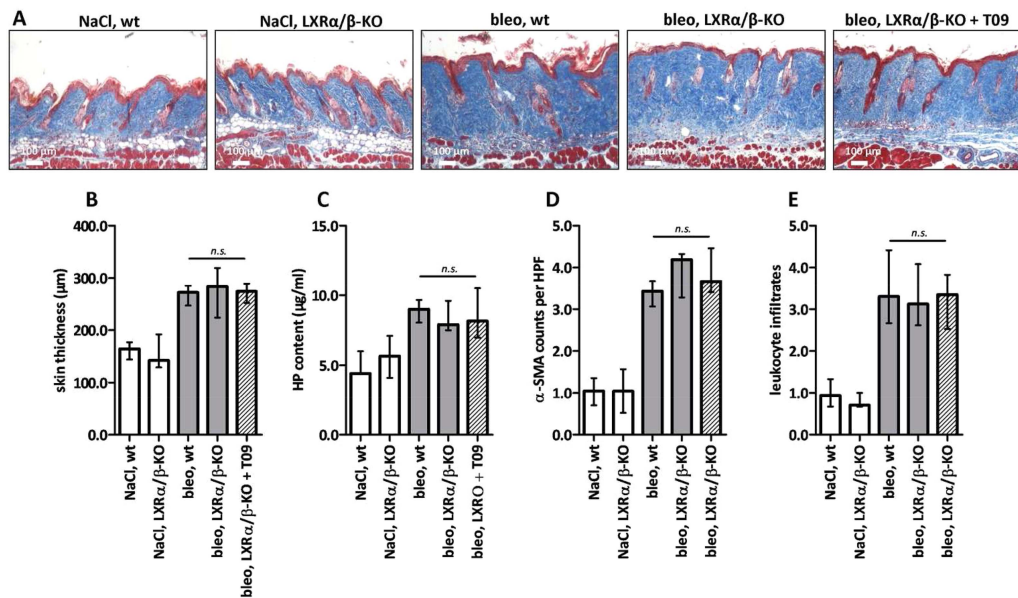 A
NaCl, wt
NaCl, LXRα/β-KO
bleo, wt
bleo, LXRα/β-KO
bleo, LXRα/β-KO + T09
100 µm
100 µm
100 µm
100 µm
100 µm
B
skin thickness (µm)
400.0
300.0
200.0
100.0
0.0
n.s.
NaCl, wt
NaCl, LXRα/β-KO
bleo, wt
bleo, LXRα/β-KO
bleo, LXRα/β-KO + T09
C
HP content (µg/ml)
15.0
10.0
5.0
0.0
n.s.
NaCl, wt
NaCl, LXRα/β-KO
bleo, wt
bleo, LXRα/β-KO
bleo, LXRO + T09
D
α-SMA counts per HPF
5.0
4.0
3.0
2.0
1.0
0.0
n.s.
NaCl, wt
NaCl, LXRα/β-KO
bleo, wt
bleo, LXRα/β-KO
bleo, LXRα/β-KO
E
leukocyte infiltrates
5.0
4.0
3.0
2.0
1.0
0.0
n.s.
NaCl, wt
NaCl, LXRα/β-KO
bleo, wt
bleo, LXRα/β-KO
bleo, LXRα/β-KO